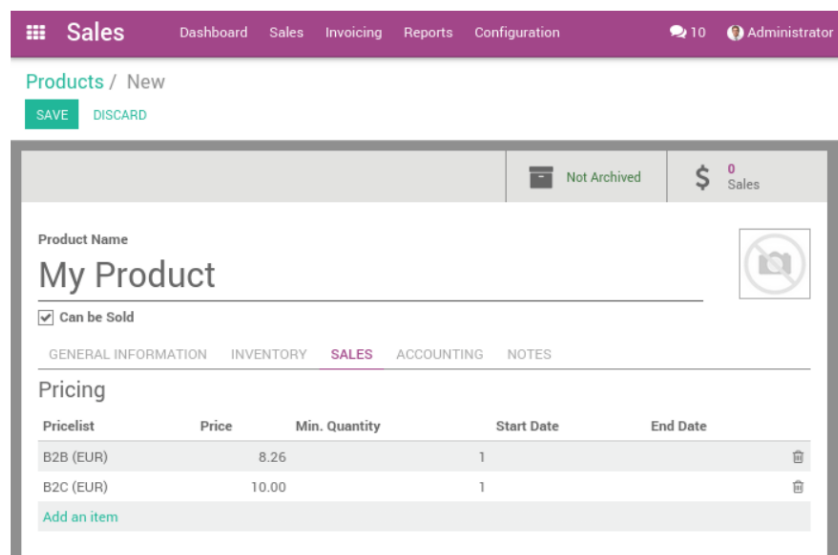 Sales Dashboard Sales Invoicing Reports Configuration 10 Administrator
Products / New
SAVE DISCARD
Not Archived
0
Sales
Product Name
My Product
Can be Sold
GENERAL INFORMATION INVENTORY SALES ACCOUNTING NOTES
Pricing
Pricelist Price Min. Quantity Start Date End Date
B2B (EUR) 8.26 1
B2C (EUR) 10.00 1
Add an item